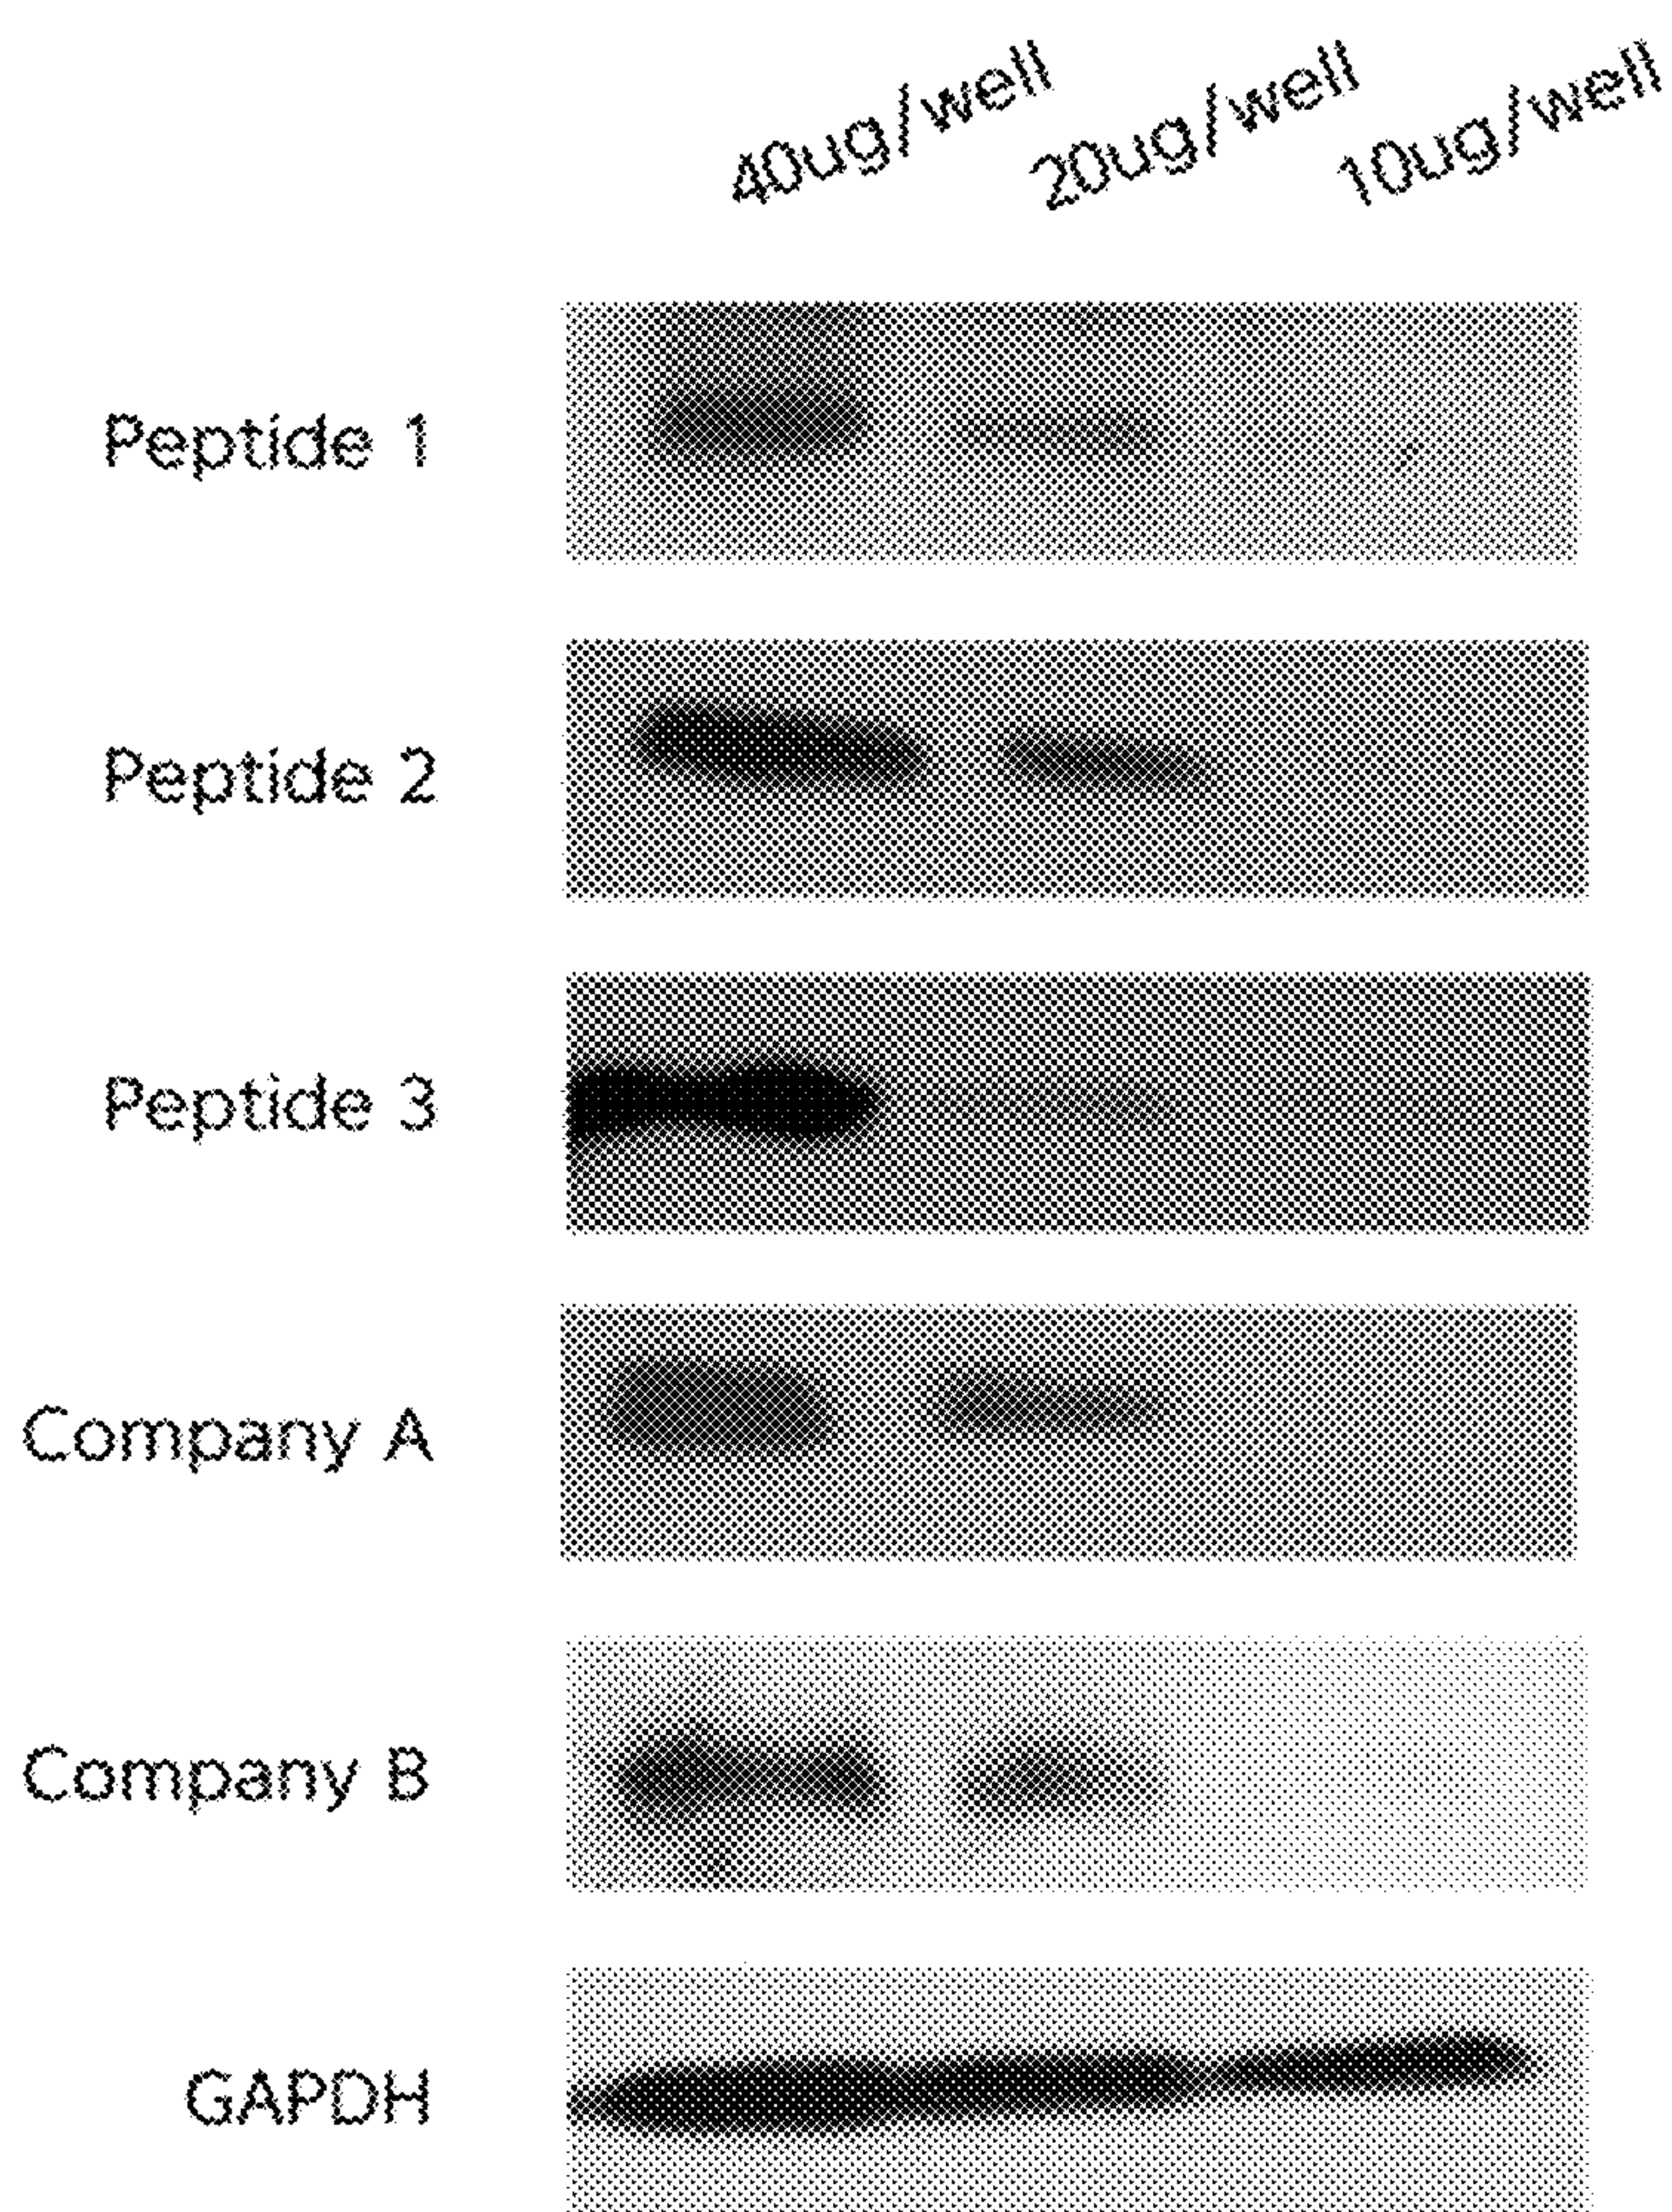 40ug/well 20ug/well 10ug/well
Peptide 1
Peptide 2
Peptide 3
Company A
Company B
GAPDH